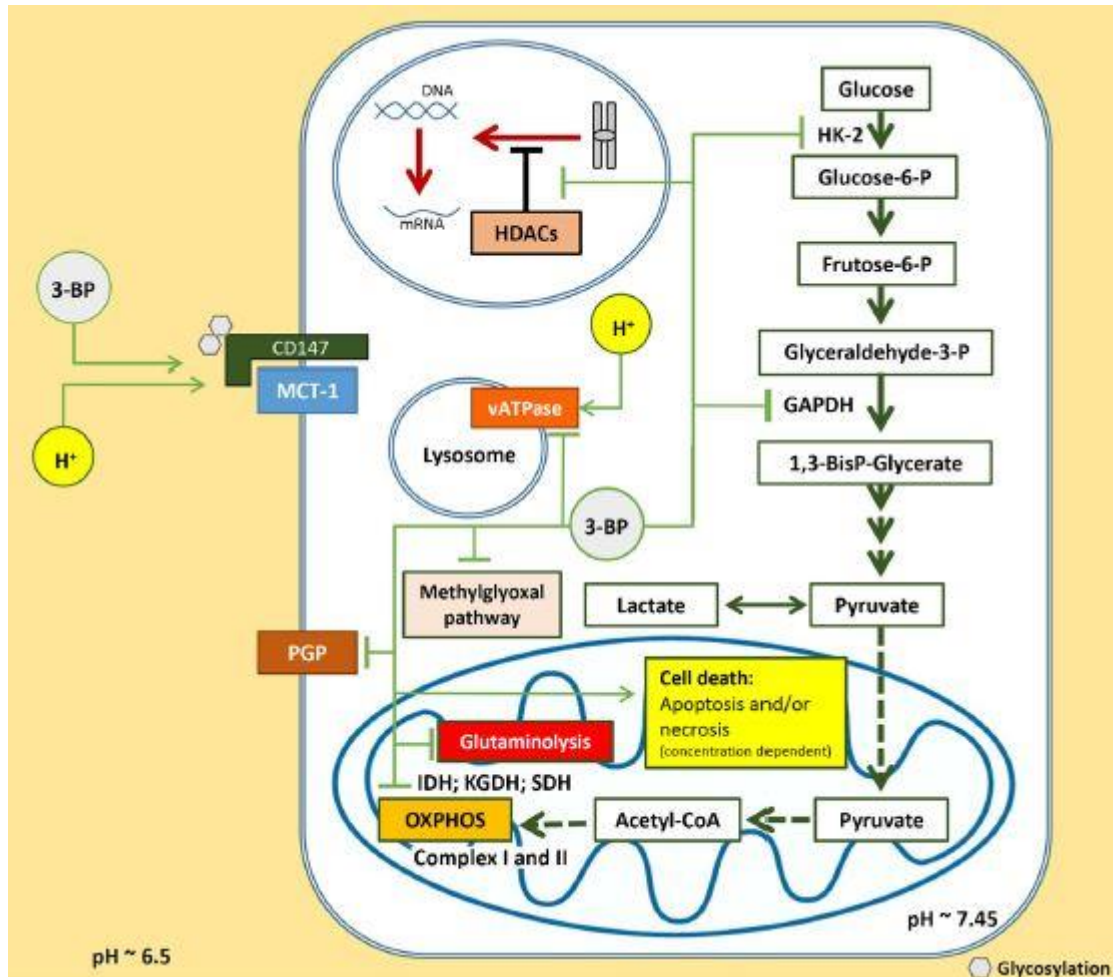 DNA
mRNA
HDACs
Glucose
HK-2
Glucose-6-P
Frutose-6-P
Glyceraldehyde-3-P
GAPDH
1,3-BisP-Glycerate
3-BP
H⁺
CD147
MCT-1
H⁺
vATPase
Lysosome
3-BP
Methylglyoxal
pathway
Lactate
Pyruvate
PGP
Cell death:
Apoptosis and/or
necrosis
(concentration dependent)
Glutaminolysis
IDH; KGDH; SDH
OXPHOS
Acetyl-CoA
Pyruvate
Complex I and II
pH ~ 7.45
pH ~ 6.5
Glycosylation